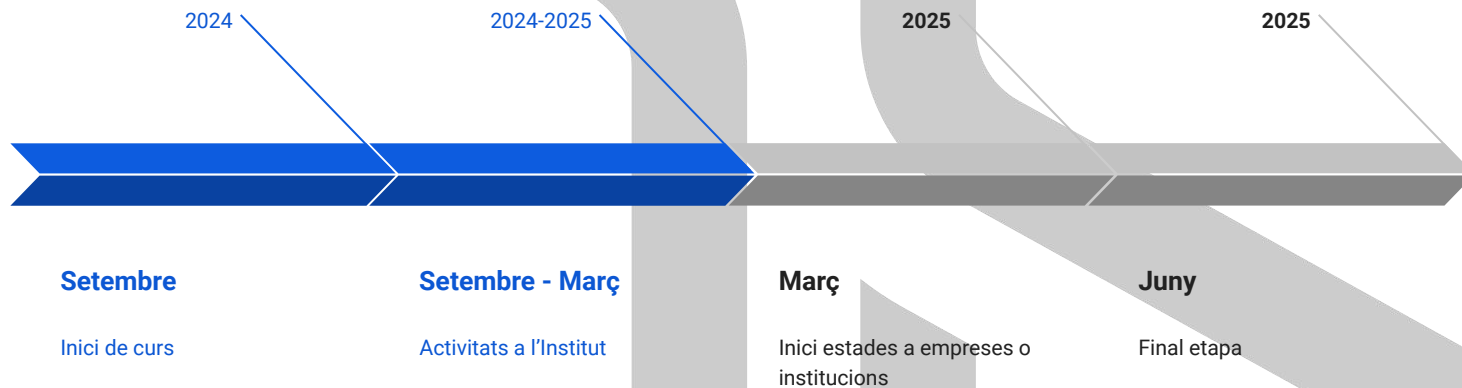 2024
2024-2025
2025
2025
Setembre
Setembre - Març
Març
Juny
Inici de curs
Activitats a l’Institut
Inici estades a empreses o
institucions
Final etapa